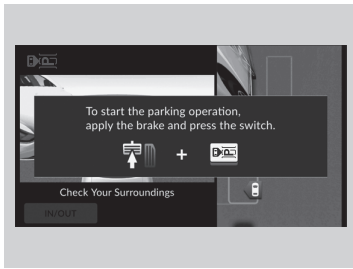 To start the parking operation,
apply the brake and press the switch.
+
Check Your Surroundings
IN/OUT